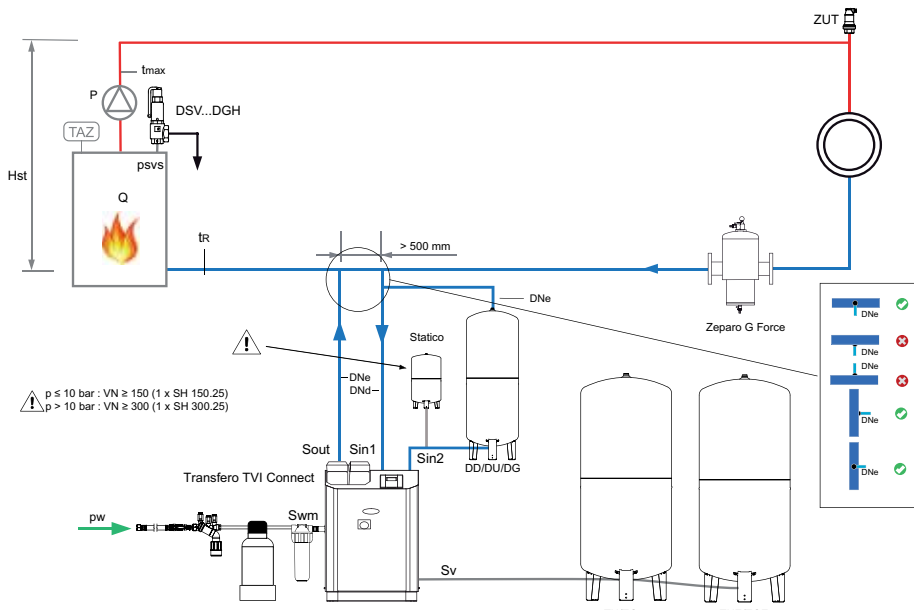 ZUT
tmax
P
DSV...DGH
TAZ
psvs
Hst
Q
tR
> 500 mm
DNe
Zeparo G Force
Statico
DNe
DNd
p ≤ 10 bar : VN ≥ 150 (1 x SH 150.25)
p > 10 bar : VN ≥ 300 (1 x SH 300.25)
Sout
Sin1
Sin2
DD/DU/DG
Transfero TVI Connect
Swm
pw
Sv
DNe
DNe
DNe
DNe
DNe